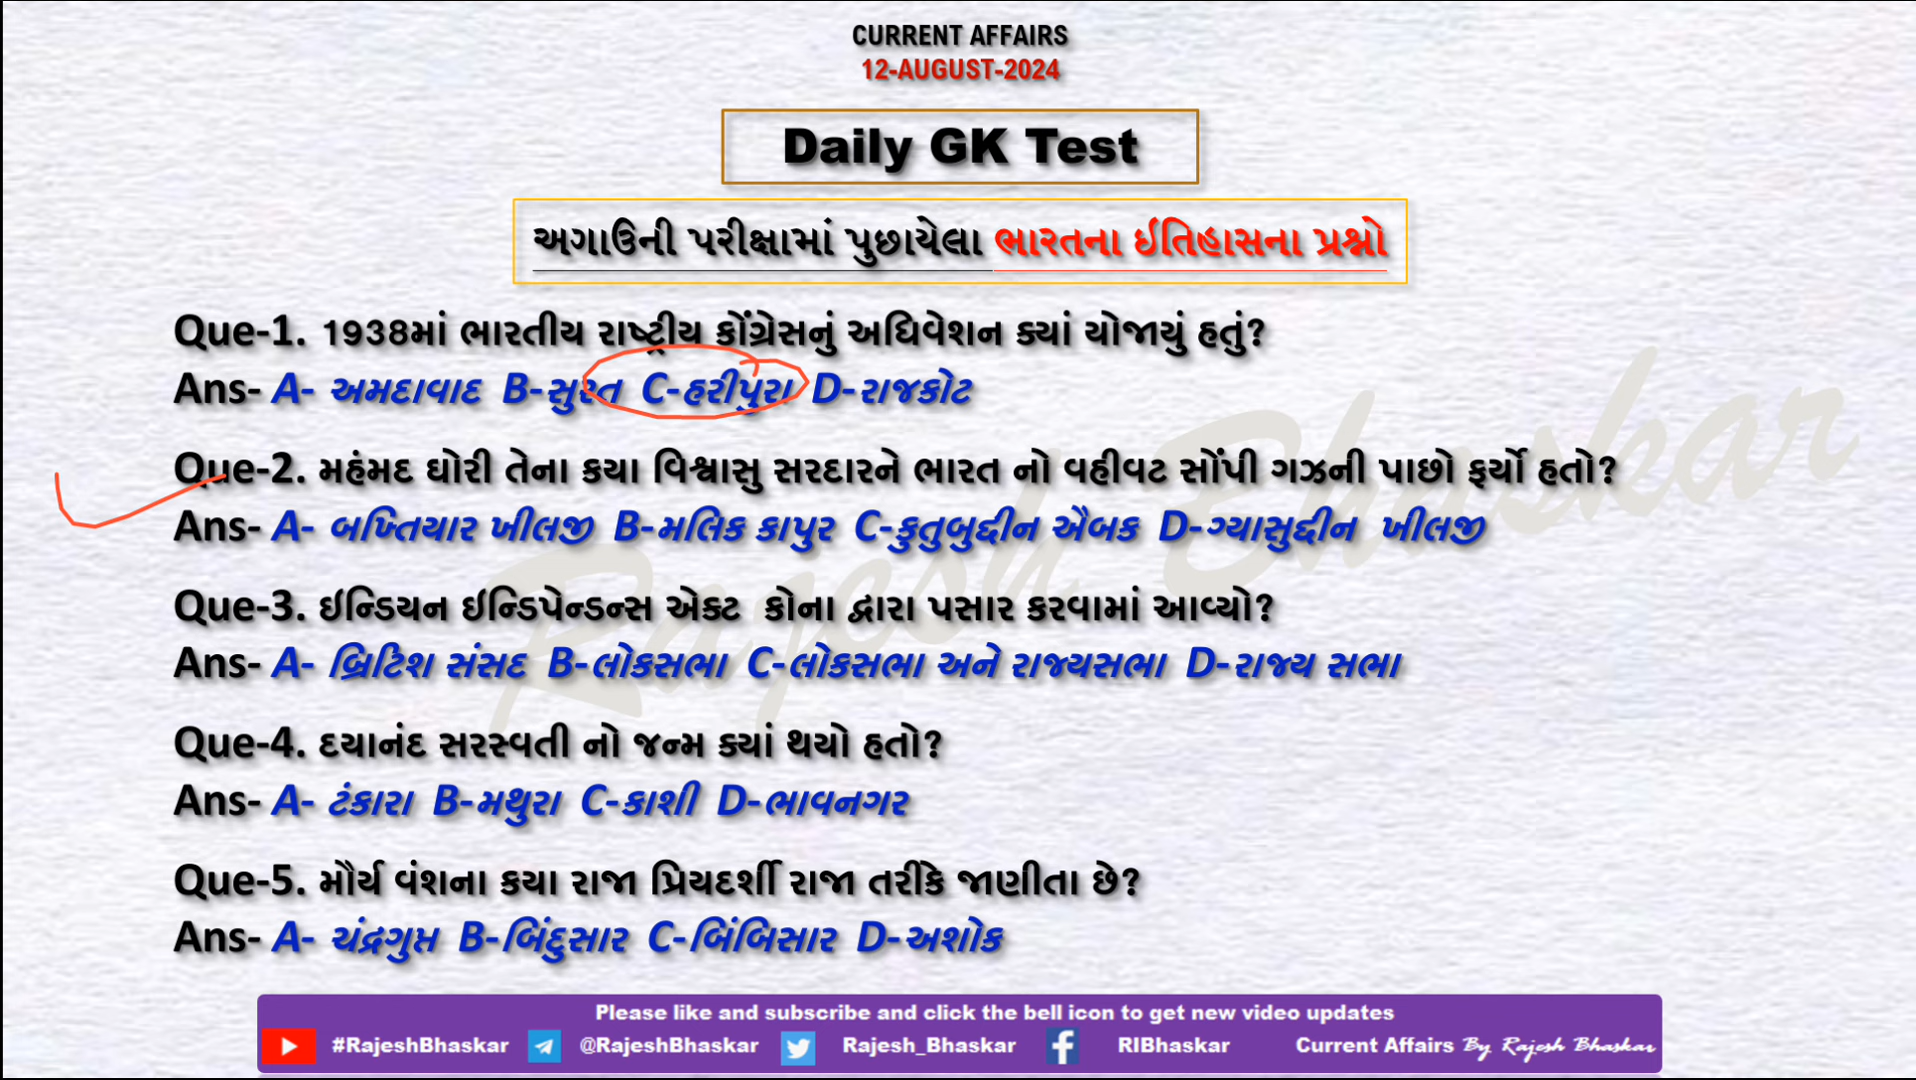 CURRENT AFFAIRS
12-AUGUST-2024
Daily GK Test
અગાઉની પરીક્ષામાં પુછાયેલા ભારતના ઈતિહાસના પ્રશ્નો
Que-1. 1938માં ભારતીય રાષ્ટ્રીય કોંગ્રેસનું અધિવેશન ક્યાં યોજાયું હતું?
Ans- A- અમદાવાદ B-સુરત C-હરીપુરા D-રાજકોટ
Que-2. મહંમદ ઘોરી તેના કયા વિશ્વાસુ સરદારને ભારત નો વહીવટ સોંપી ગઝની પાછો ફર્યો હતો?
Ans- A- બખ્તિયાર ખીલજી B-મલિક કાપુર C-કુતુબુદ્દીન ઐબક D-ગ્યાસુદ્દીન ખીલજી
Que-3. ઇન્ડિયન ઇન્ડિપેન્ડન્સ એક્ટ કોના દ્વારા પસાર કરવામાં આવ્યો?
Ans- A- બ્રિટિશ સંસદ B-લોકસભા C-લોકસભા અને રાજ્યસભા D-રાજ્ય સભા
Que-4. દયાનંદ સરસ્વતી નો જન્મ ક્યાં થયો હતો?
Ans- A- ટંકારા B-મથુરા C-કાશી D-ભાવનગર
Que-5. મૌર્ય વંશના કયા રાજા પ્રિયદર્શી રાજા તરીકે જાણીતા છે?
Ans- A- ચંદ્રગુપ્ત B-બિંદુસાર C-બિંબિસાર D-અશોક
Rajesh Bhaskar
Please like and subscribe and click the bell icon to get new video updates
#RajeshBhaskar @RajeshBhaskar Rajesh_Bhaskar RIBhaskar Current Affairs By Rajesh Bhaskar